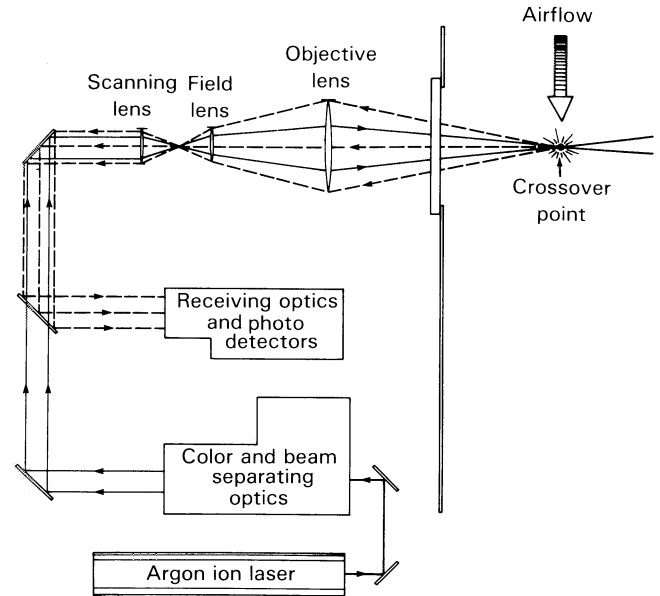 Airflow
Scanning
lens
Field
lens
Objective
lens
Crossover
point
Receiving optics
and photo
detectors
Color and beam
separating
optics
Argon ion laser